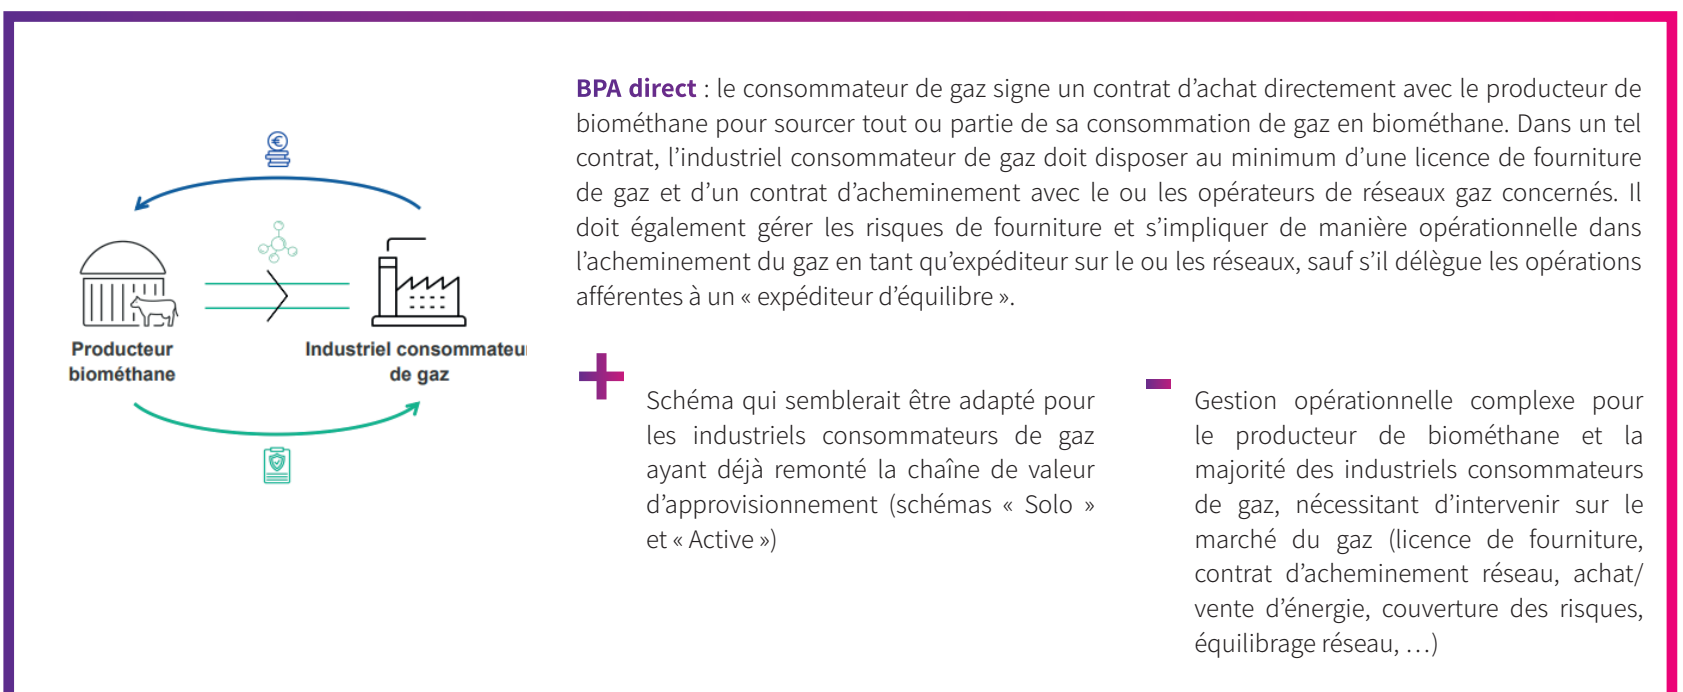 BPA direct : le consommateur de gaz signe un contrat d’achat directement avec le producteur de
biométhane pour sourcer tout ou partie de sa consommation de gaz en biométhane. Dans un tel
contrat, l’industriel consommateur de gaz doit disposer au minimum d’une licence de fourniture
de gaz et d’un contrat d’acheminement avec le ou les opérateurs de réseaux gaz concernés. Il
doit également gérer les risques de fourniture et s’impliquer de manière opérationnelle dans
l’acheminement du gaz en tant qu’expéditeur sur le ou les réseaux, sauf s’il délègue les opérations
afférentes à un « expéditeur d’équilibre ».
Producteur
biométhane
Industriel consommateu
de gaz
+
Schéma qui semblerait être adapté pour
les industriels consommateurs de gaz
ayant déjà remonté la chaîne de valeur
d’approvisionnement (schémas « Solo »
et « Active »)
-
Gestion opérationnelle complexe pour
le producteur de biométhane et la
majorité des industriels consommateurs
de gaz, nécessitant d’intervenir sur le
marché du gaz (licence de fourniture,
contrat d’acheminement réseau, achat/
vente d’énergie, couverture des risques,
équilibrage réseau, …)